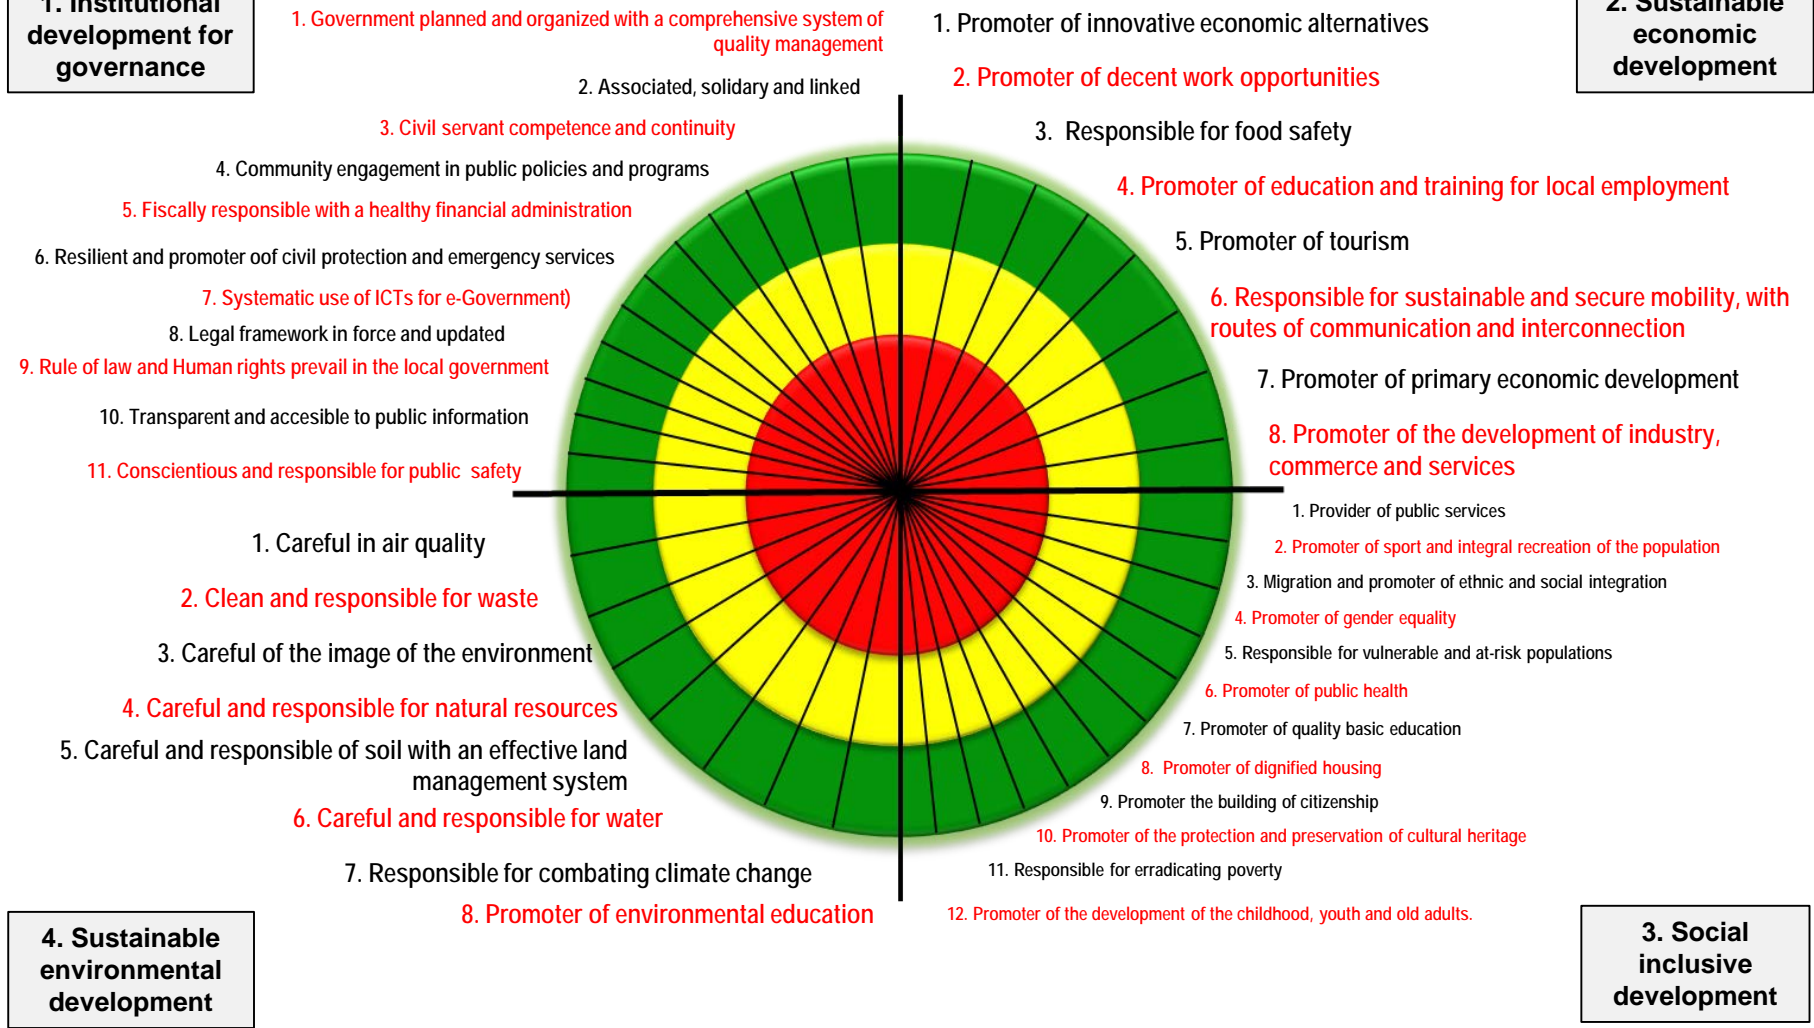 1. Institutional
development for
governance
1. Government planned and organized with a comprehensive system of
quality management
2. Associated, solidary and linked
3. Civil servant competence and continuity
4. Community engagement in public policies and programs
5. Fiscally responsible with a healthy financial administration
6. Resilient and promoter oof civil protection and emergency services
7. Systematic use of ICTs for e-Government)
8. Legal framework in force and updated
9. Rule of law and Human rights prevail in the local government
10. Transparent and accesible to public information
11. Conscientious and responsible for public safety
2. Sustainable
economic
development
1. Promoter of innovative economic alternatives
2. Promoter of decent work opportunities
3. Responsible for food safety
4. Promoter of education and training for local employment
5. Promoter of tourism
6. Responsible for sustainable and secure mobility, with
routes of communication and interconnection
7. Promoter of primary economic development
8. Promoter of the development of industry,
commerce and services
1. Provider of public services
2. Promoter of sport and integral recreation of the population
3. Migration and promoter of ethnic and social integration
4. Promoter of gender equality
5. Responsible for vulnerable and at-risk populations
6. Promoter of public health
7. Promoter of quality basic education
8. Promoter of dignified housing
9. Promoter the building of citizenship
10. Promoter of the protection and preservation of cultural heritage
11. Responsible for erradicating poverty
12. Promoter of the development of the childhood, youth and old adults.
3. Social
inclusive
development
1. Careful in air quality
2. Clean and responsible for waste
3. Careful of the image of the environment
4. Careful and responsible for natural resources
5. Careful and responsible of soil with an effective land
management system
6. Careful and responsible for water
7. Responsible for combating climate change
8. Promoter of environmental education
4. Sustainable
environmental
development